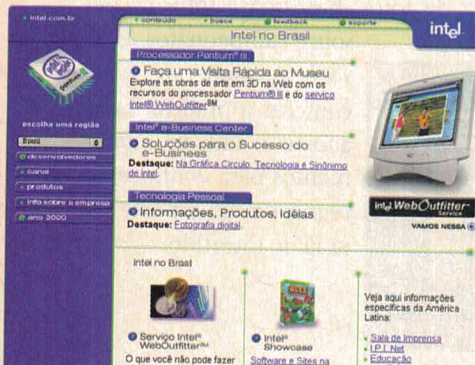 intel.com.br
conteúdo
busca
feedback
suporte
Intel no Brasil
intel
pentium III
Processador Pentium® III
Faça uma Visita Rápida ao Museu
Explore as obras de arte em 3D na Web com os
recursos do processador Pentium® III e do serviço
Intel® WebOutfitter℠.
escolha uma região
Brasil
desenvolvedores
canal
produtos
info sobre a empresa
ano 2000
Intel® e-Business Center
Soluções para o Sucesso do
e-Business
Destaque: Na Gráfica Círculo, Tecnologia é Sinônimo
de Intel.
Tecnologia Pessoal
Informações, Produtos, Idéias
Destaque: Fotografia digital.
intel WebOutfitter
Service
VAMOS NESSA
Intel no Brasil
Serviço Intel®
WebOutfitter℠
O que você não pode fazer
Intel®
Showcase
Software e Sites na
Veja aqui informações
específicas da América
Latina:
Sala de Imprensa
I.P.I. Net
Educação